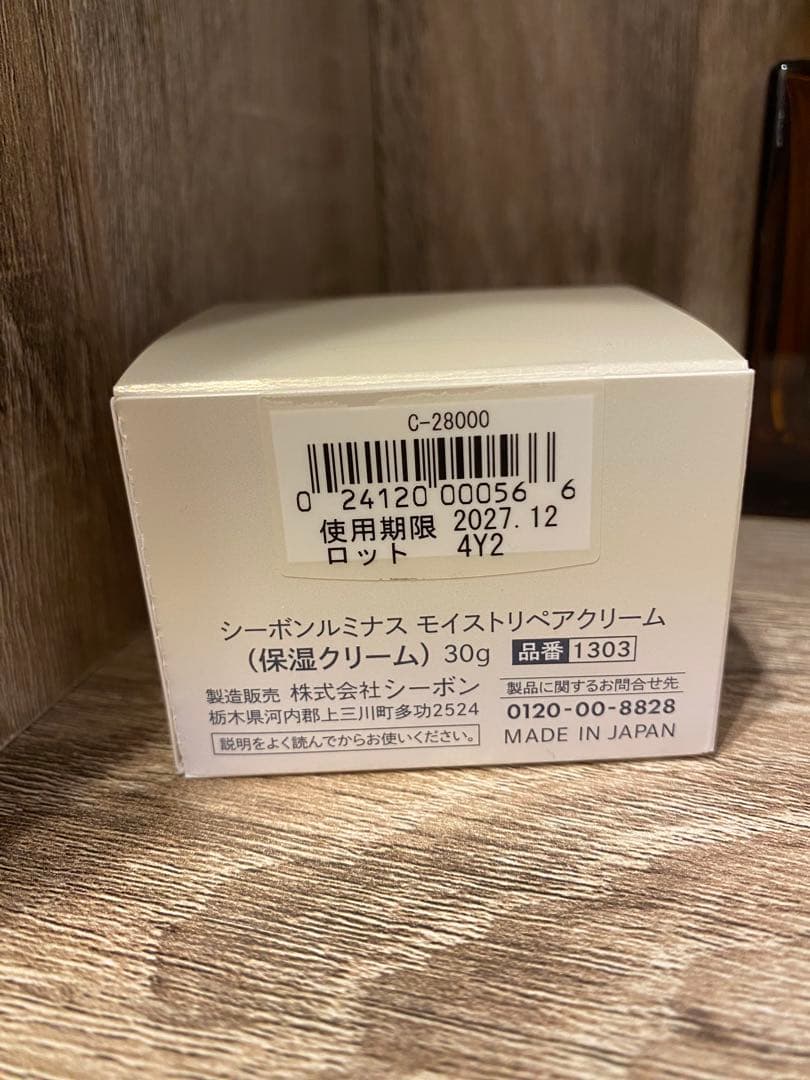 C-28000
0 24120 00056 6
使用期限 2027.12
ロット 4Y2
シーボンルミナス モイストリペアクリーム
(保湿クリーム) 30g 品番 1303
製造販売 株式会社シーボン
栃木県河内郡上三川町多功2524
説明をよく読んでからお使いください。
製品に関するお問合せ先
0120-00-8828
MADE IN JAPAN